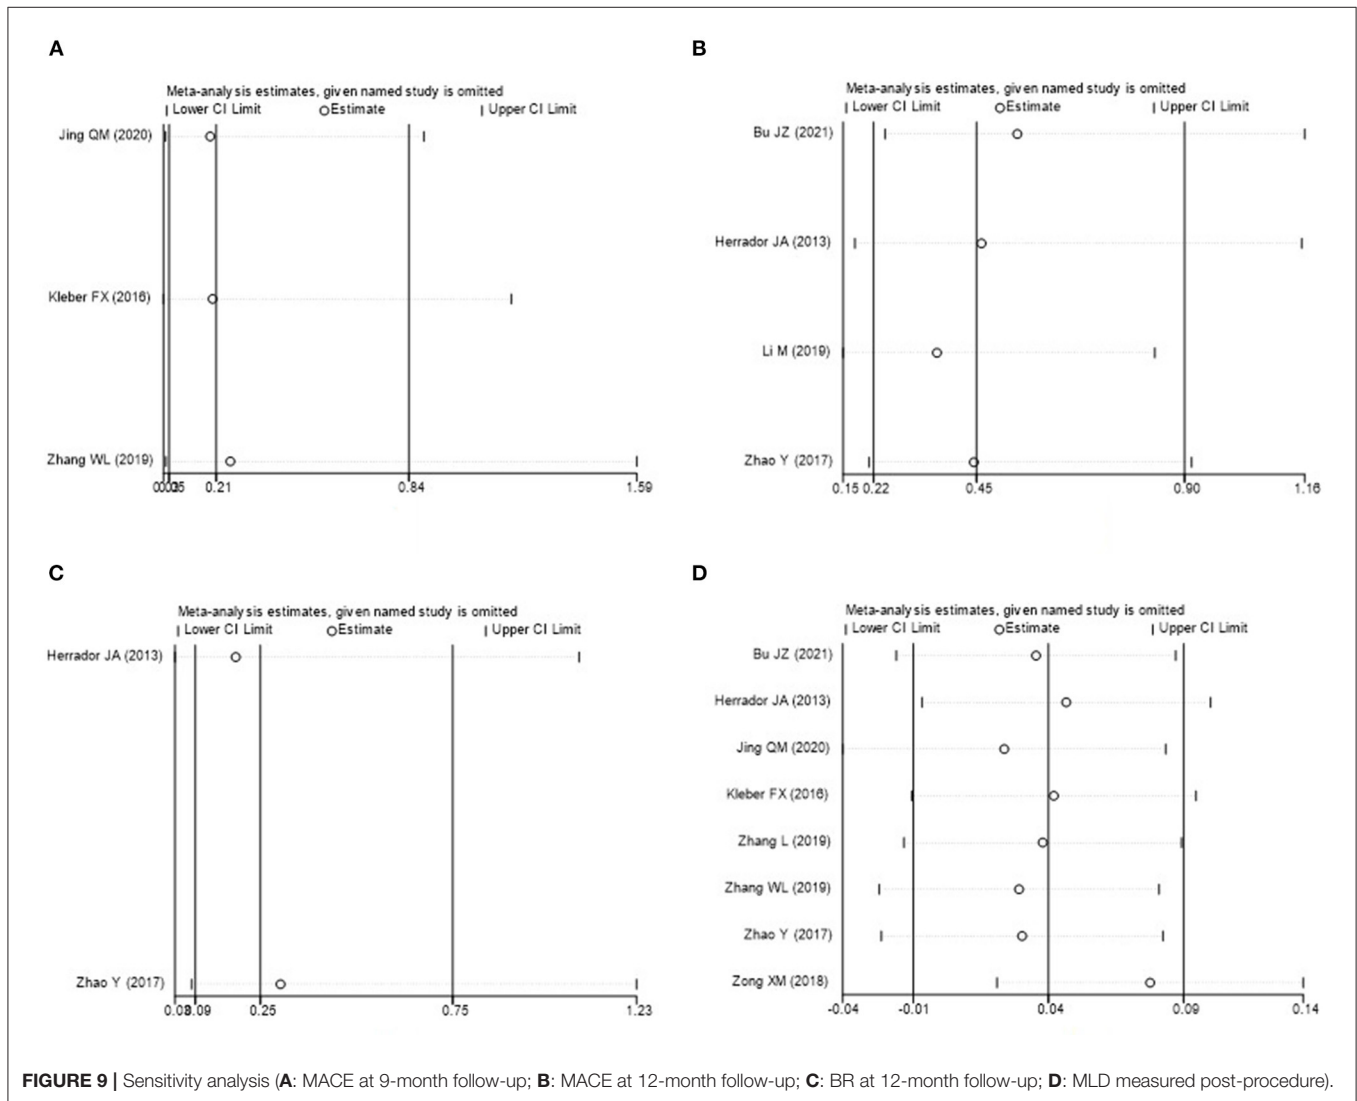 A
Meta-analysis estimates, given named study is omitted
Lower CI Limit Estimate Upper CI Limit
Jing QM (2020)
Kleber FX (2016)
Zhang WL (2019)
0.21 0.84 1.59
B
Meta-analysis estimates, given named study is omitted
Lower CI Limit Estimate Upper CI Limit
Bu JZ (2021)
Herrador JA (2013)
Li M (2019)
Zhao Y (2017)
0.15 0.22 0.45 0.90 1.16
C
Meta-analysis estimates, given named study is omitted
Lower CI Limit Estimate Upper CI Limit
Herrador JA (2013)
Zhao Y (2017)
0.09 0.25 0.75 1.23
D
Meta-analysis estimates, given named study is omitted
Lower CI Limit Estimate Upper CI Limit
Bu JZ (2021)
Herrador JA (2013)
Jing QM (2020)
Kleber FX (2016)
Zhang L (2019)
Zhang WL (2019)
Zhao Y (2017)
Zong XM (2018)
-0.04 -0.01 0.04 0.09 0.14
FIGURE 9 | Sensitivity analysis (A: MACE at 9-month follow-up; B: MACE at 12-month follow-up; C: BR at 12-month follow-up; D: MLD measured post-procedure).